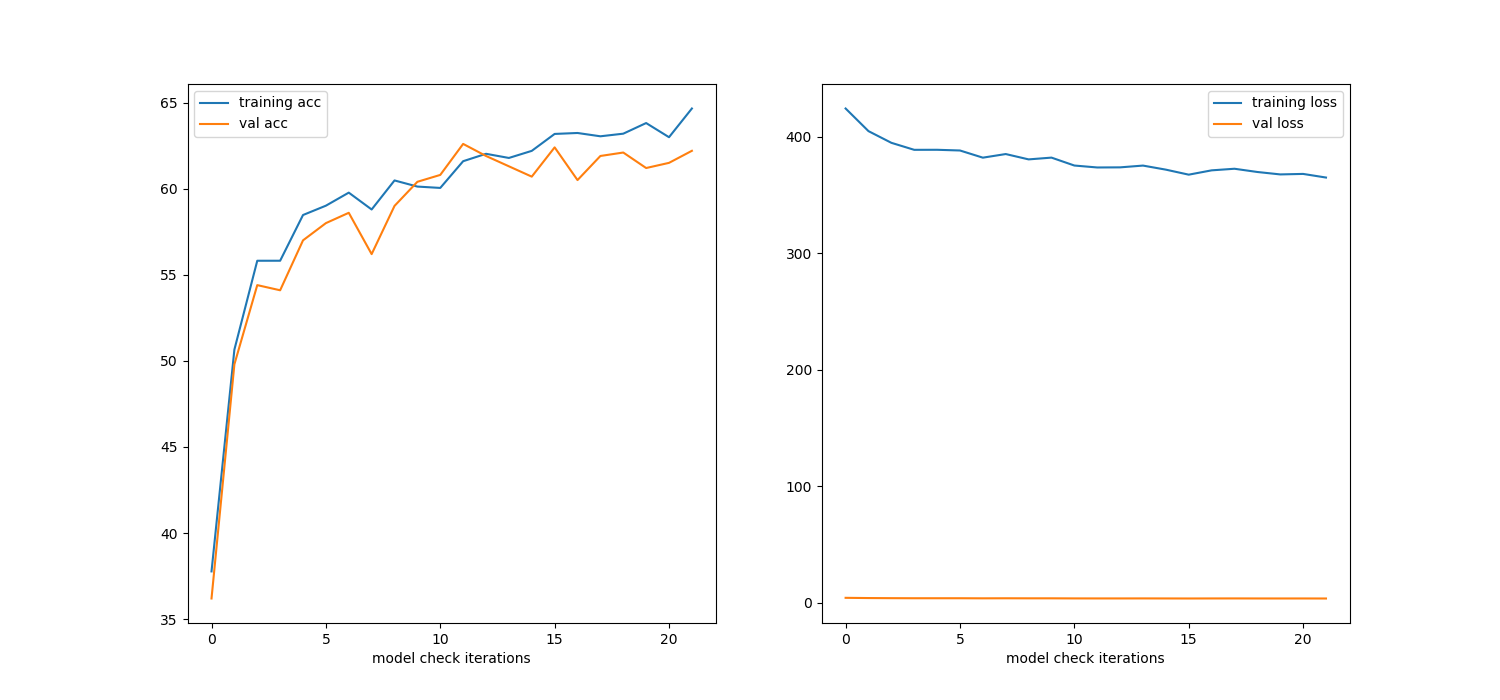 training acc
val acc
65
60
55
50
45
40
35
0 5 10 15 20
model check iterations
training loss
val loss
400
300
200
100
0
0 5 10 15 20
model check iterations